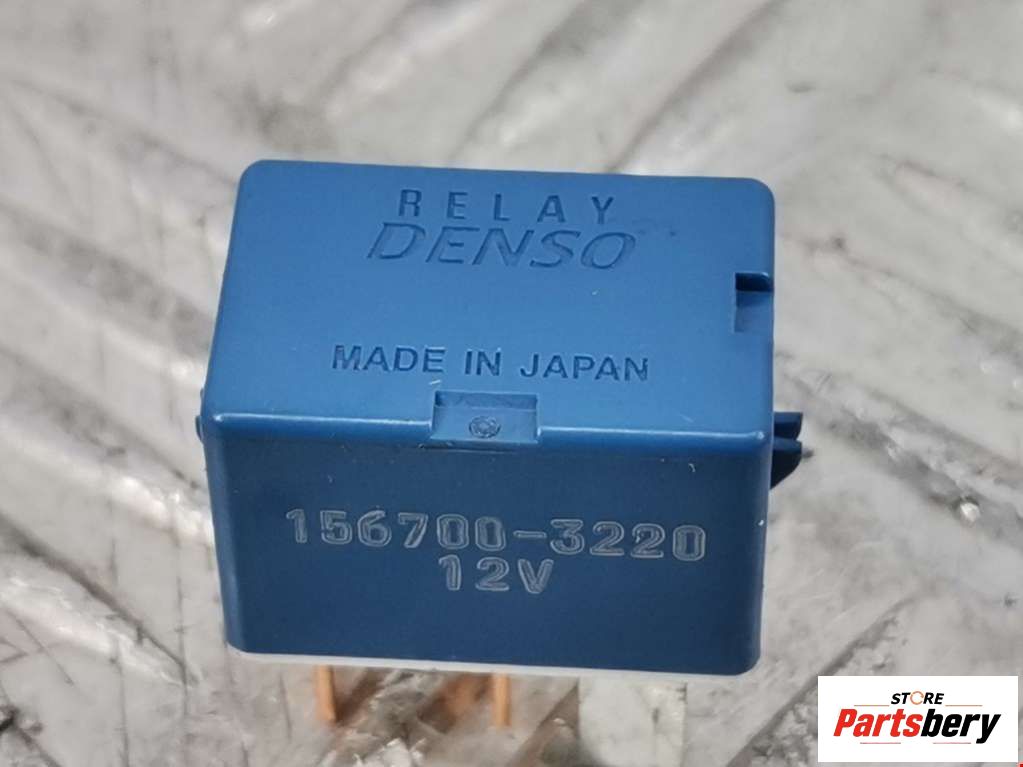 RELAY
DENSO
MADE IN JAPAN
156700-3220
12V
STORE
Partsbery